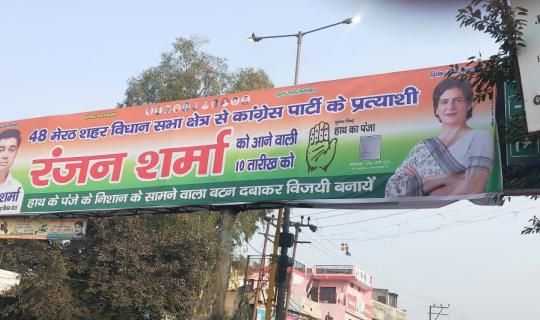 48 मेरठ शहर विधान सभा क्षेत्र से कांग्रेस पार्टी के प्रत्याशी
रंजन शर्मा
को आने वाली
10 तारीख को
हाथ का पंजा
हाथ के पंजे के निशान के सामने वाला बटन दबाकर विजयी बनायें